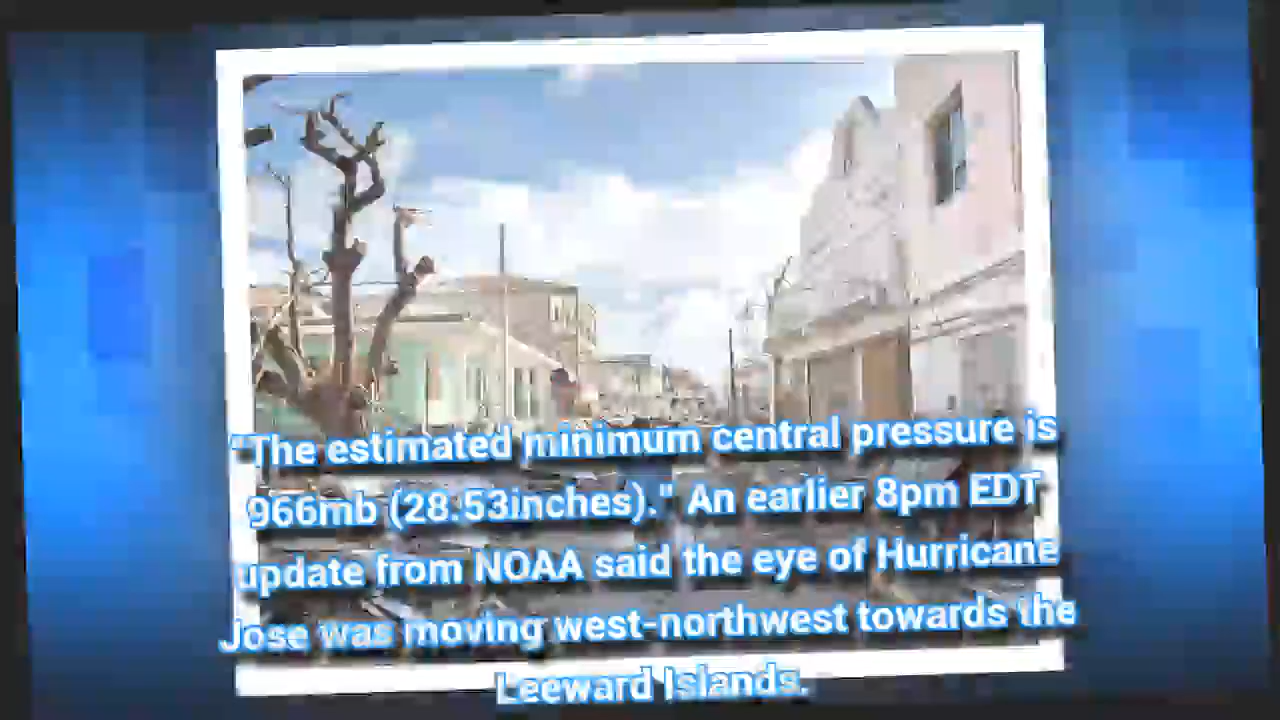 "The estimated minimum central pressure is
966mb (28.53inches)." An earlier 8pm EDT
update from NOAA said the eye of Hurricane
Jose was moving west-northwest towards the
Leeward Islands.